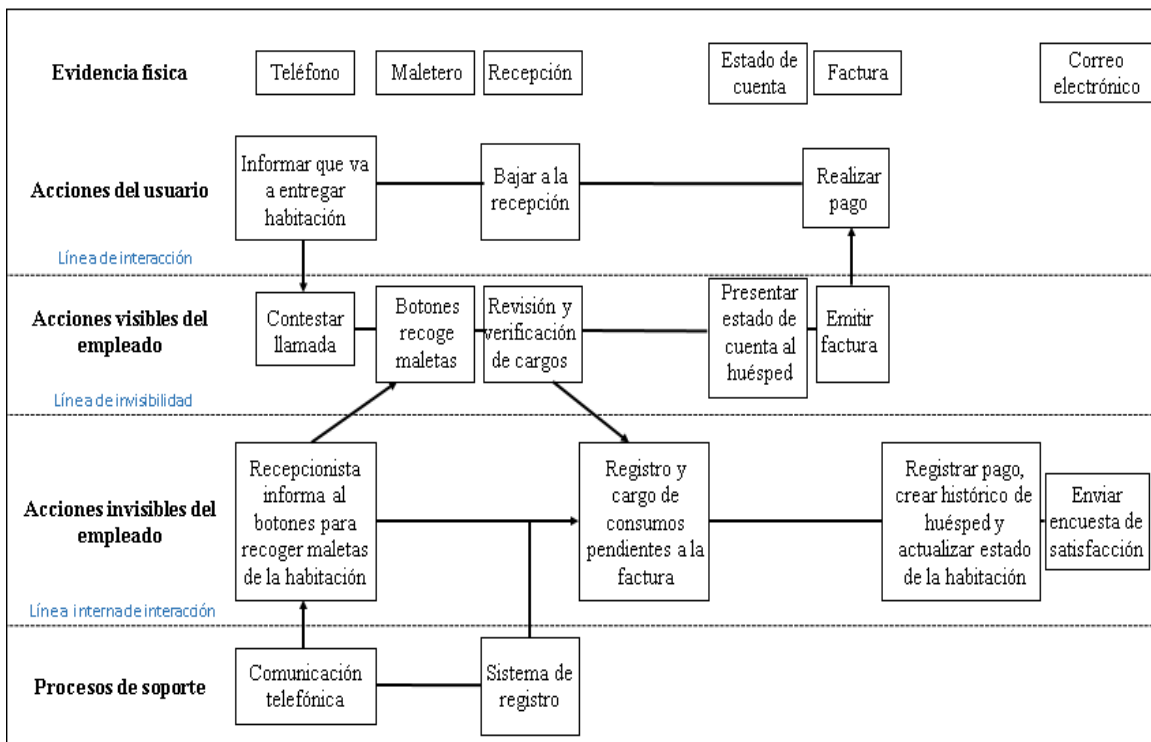 Evidencia física
Teléfono
Maletero
Recepción
Estado de
cuenta
Factura
Correo
electrónico
Acciones del usuario
Informar que va
a entregar
habitación
Bajar a la
recepción
Realizar
pago
Línea de interacción
Acciones visibles del
empleado
Contestar
llamada
Botones
recoge
maletas
Revisión y
verificación
de cargos
Presentar
estado de
cuenta al
huésped
Emitir
factura
Línea de invisibilidad
Acciones invisibles del
empleado
Recepcionista
informa al
botones para
recoger maletas
de la habitación
Registro y
cargo de
consumos
pendientes a la
factura
Registrar pago,
crear histórico de
huésped y
actualizar estado
de la habitación
Enviar
encuesta de
satisfacción
Línea interna de interacción
Procesos de soporte
Comunicación
telefónica
Sistema de
registro